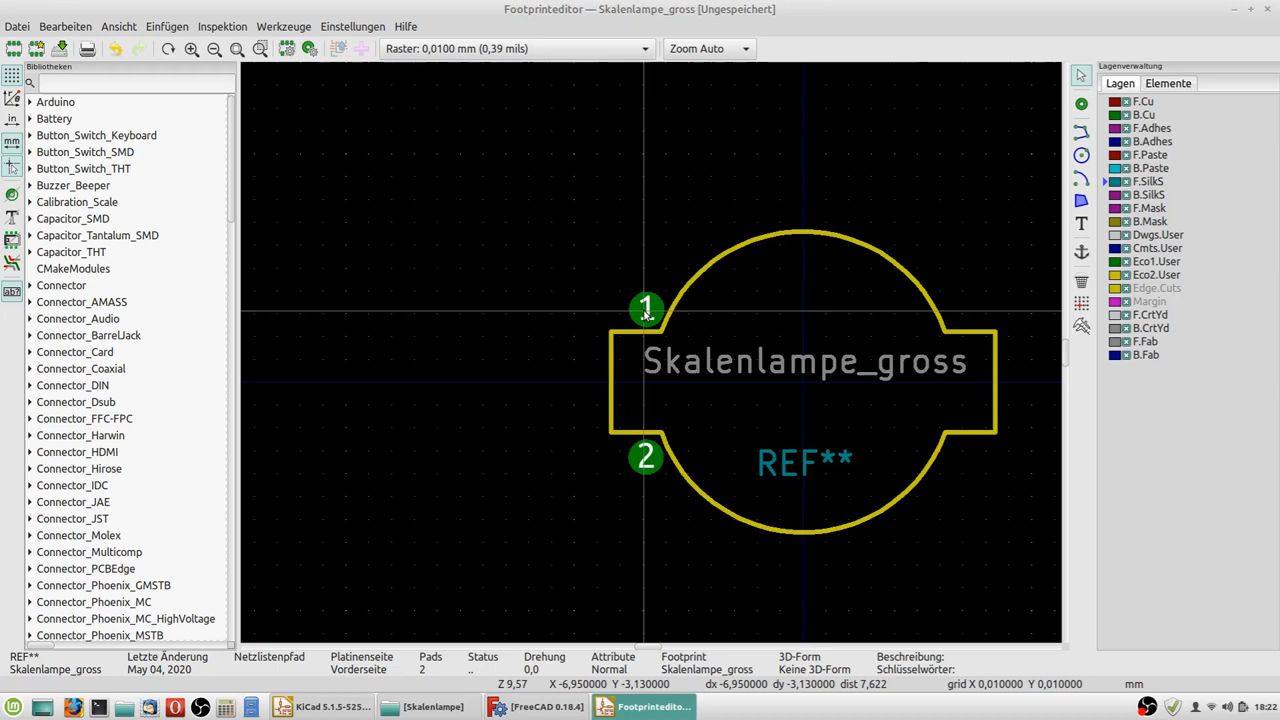 Footprinteditor — Skalenlampe_gross [Ungespeichert]
Datei Bearbeiten Ansicht Einfügen Inspektion Werkzeuge Einstellungen Hilfe
Raster: 0,0100 mm (0,39 mils) Zoom Auto
Bibliotheken
Arduino
Battery
Button_Switch_Keyboard
Button_Switch_SMD
Button_Switch_THT
Buzzer_Beeper
Calibration_Scale
Capacitor_SMD
Capacitor_Tantalum_SMD
Capacitor_THT
CMakeModules
Connector
Connector_AMASS
Connector_Audio
Connector_BarrelJack
Connector_Card
Connector_Coaxial
Connector_DIN
Connector_Dsub
Connector_FFC-FPC
Connector_Harwin
Connector_HDMI
Connector_Hirose
Connector_IDC
Connector_JAE
Connector_JST
Connector_Molex
Connector_Multicomp
Connector_PCBEdge
Connector_Phoenix_GMSTB
Connector_Phoenix_MC
Connector_Phoenix_MC_HighVoltage
Connector_Phoenix_MSTB
in
mm
1
Skalenlampe_gross
2
REF**
Lagenverwaltung
Lagen Elemente
F.Cu
B.Cu
F.Adhes
B.Adhes
F.Paste
B.Paste
F.SilkS
B.SilkS
F.Mask
B.Mask
Dwgs.User
Cmts.User
Eco1.User
Eco2.User
Edge.Cuts
Margin
F.CrtYd
B.CrtYd
F.Fab
B.Fab
REF** Letzte Änderung Netzlistenpfad Platinenseite Pads Status Drehung Attribute Footprint 3D-Form Beschreibung:
Skalenlampe_gross May 04, 2020 Vorderseite 2 .. 0,0 Normal Skalenlampe_gross Keine 3D-Form Schlüsselwörter:
Z 9,57 X -6,950000 Y -3,130000 dx -6,950000 dy -3,130000 dist 7,622 grid X 0,010000 Y 0,010000 mm
KiCad 5.1.5-525... [Skalenlampe] [FreeCAD 0.18.4] Footprintedito... 18:22